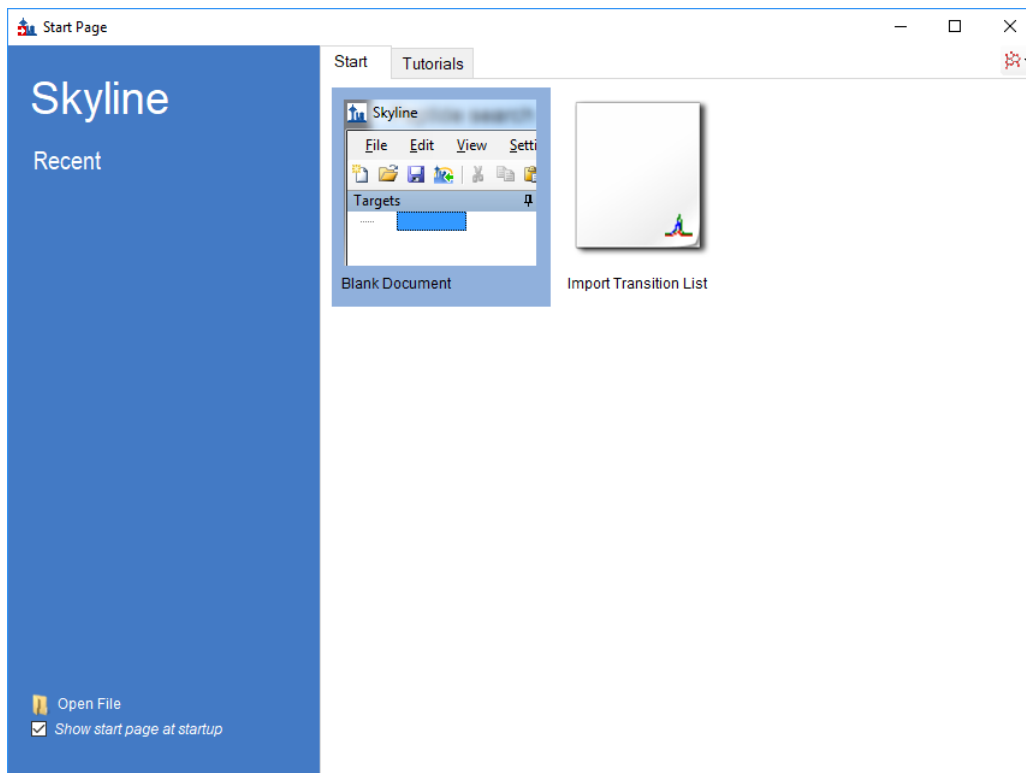 Start Page
Skyline
Recent
Start
Tutorials
Skyline
File Edit View Setti
Targets
Blank Document
Import Transition List
Open File
Show start page at startup